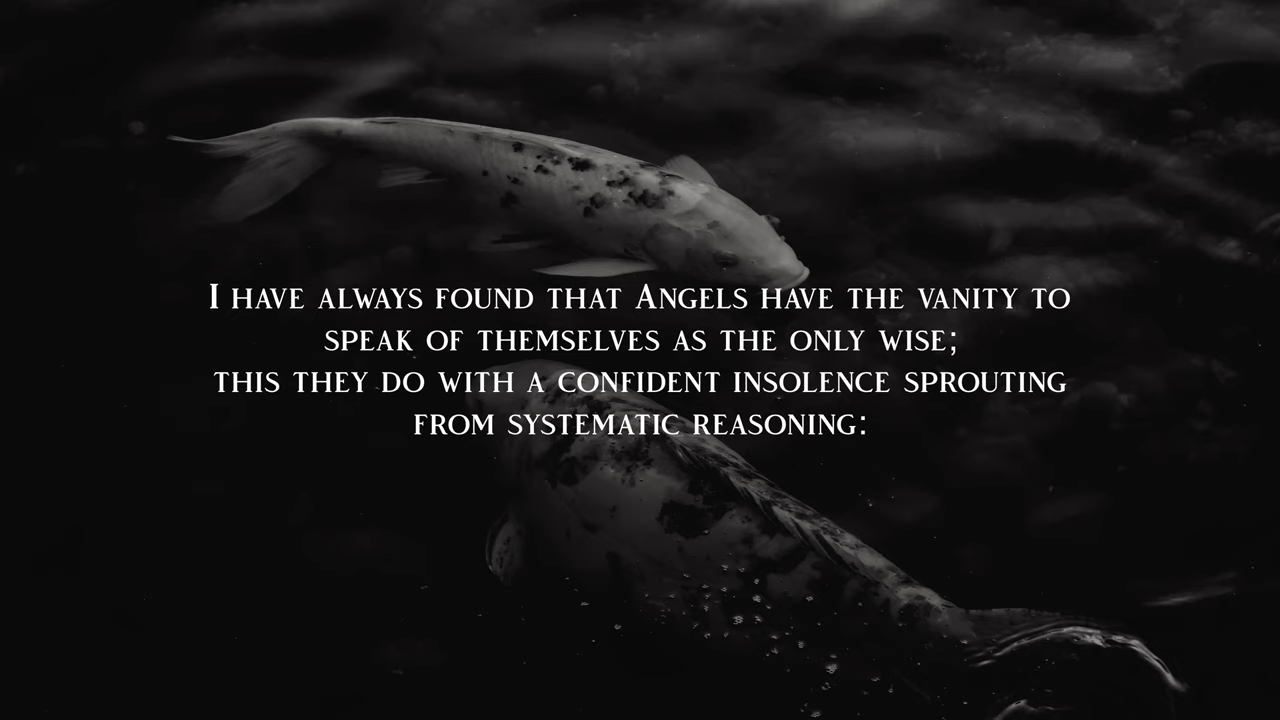 I have always found that Angels have the vanity to
speak of themselves as the only wise;
this they do with a confident insolence sprouting
from systematic reasoning: